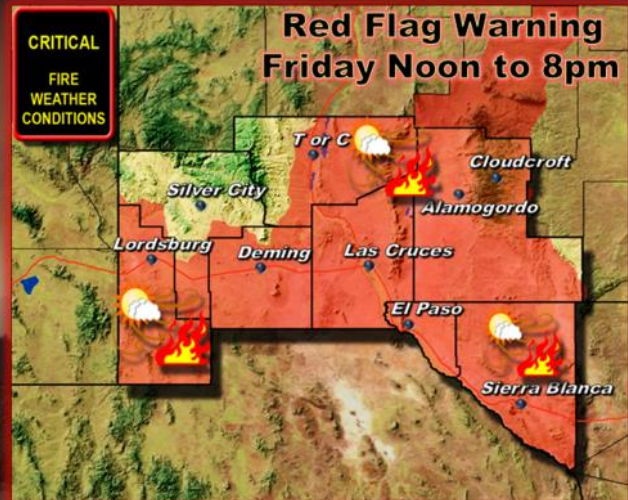 CRITICAL
FIRE
WEATHER
CONDITIONS
Red Flag Warning
Friday Noon to 8pm
T or C
Cloudcroft
Silver City
Alamogordo
Lordsburg
Deming
Las Cruces
El Paso
Sierra Blanca